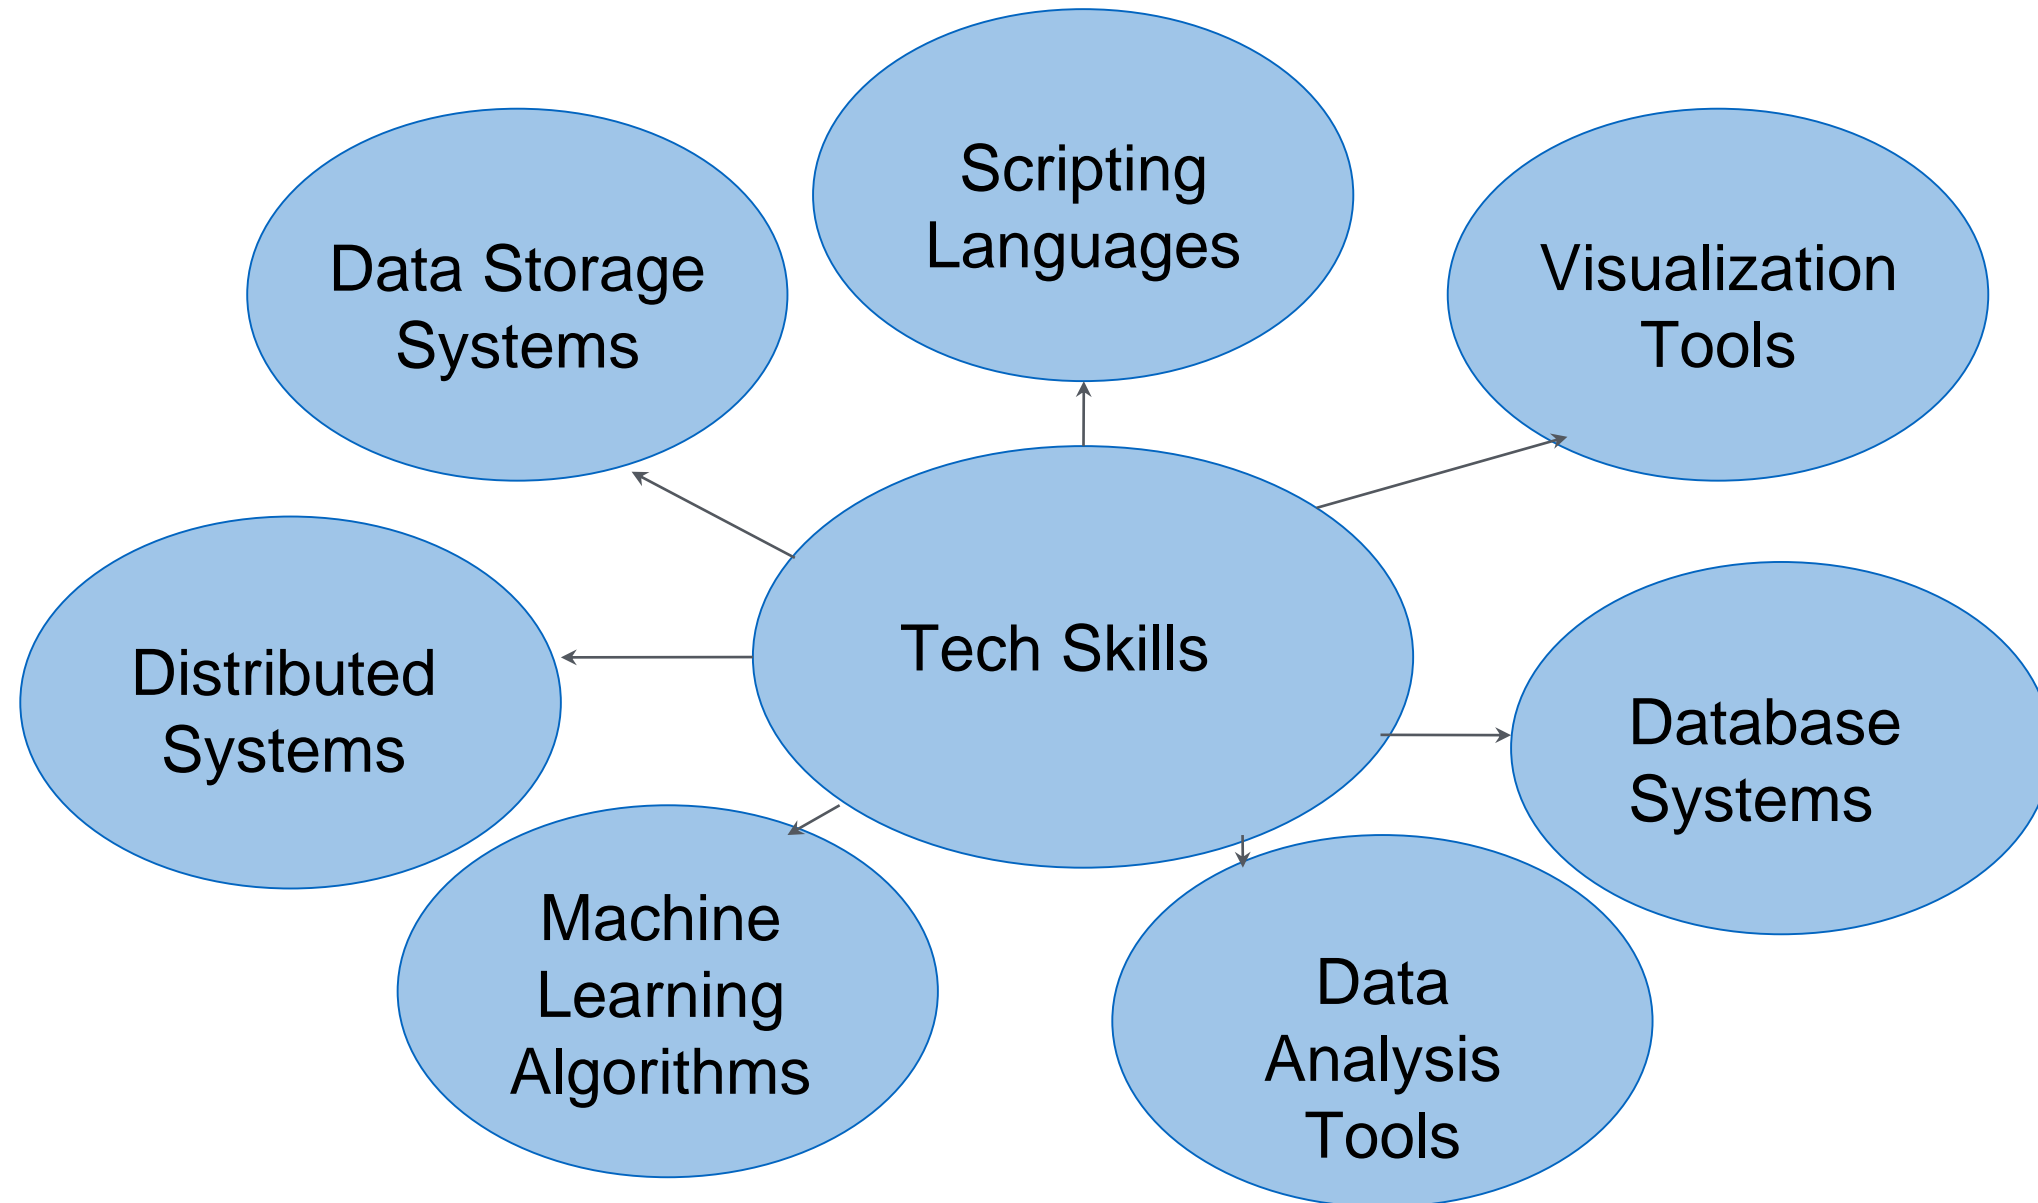 Scripting
Languages
Data Storage
Systems
Visualization
Tools
Tech Skills
Distributed
Systems
Database
Systems
Machine
Learning
Algorithms
Data
Analysis
Tools